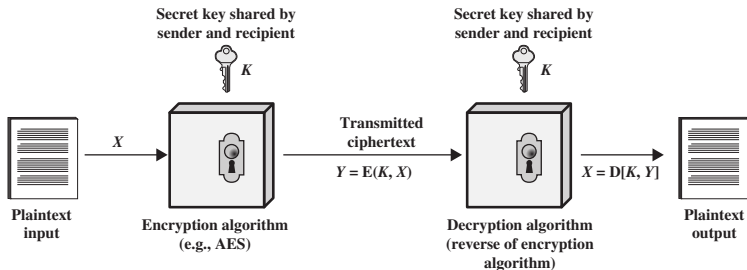 Secret key shared by
sender and recipient
K
Secret key shared by
sender and recipient
K
X
Transmitted
ciphertext
Y = E(K, X)
X = D[K, Y]
Plaintext
input
Encryption algorithm
(e.g., AES)
Decryption algorithm
(reverse of encryption
algorithm)
Plaintext
output